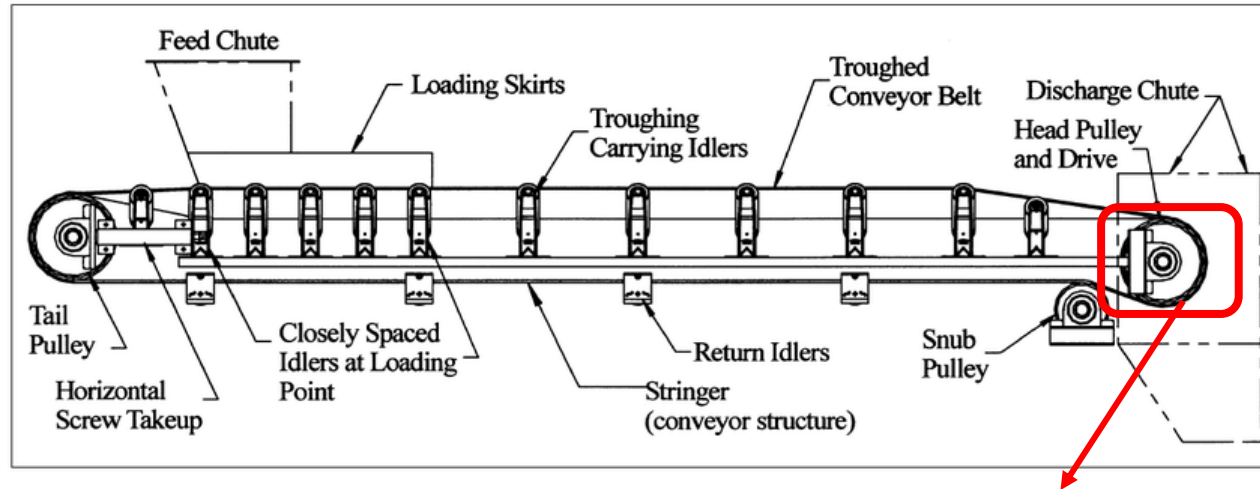 Feed Chute
Loading Skirts
Troughing
Carrying Idlers
Troughed
Conveyor Belt
Discharge Chute
Head Pulley
and Drive
Tail
Pulley
Horizontal
Screw Takeup
Closely Spaced
Idlers at Loading
Point
Return Idlers
Stringer
(conveyor structure)
Snub
Pulley